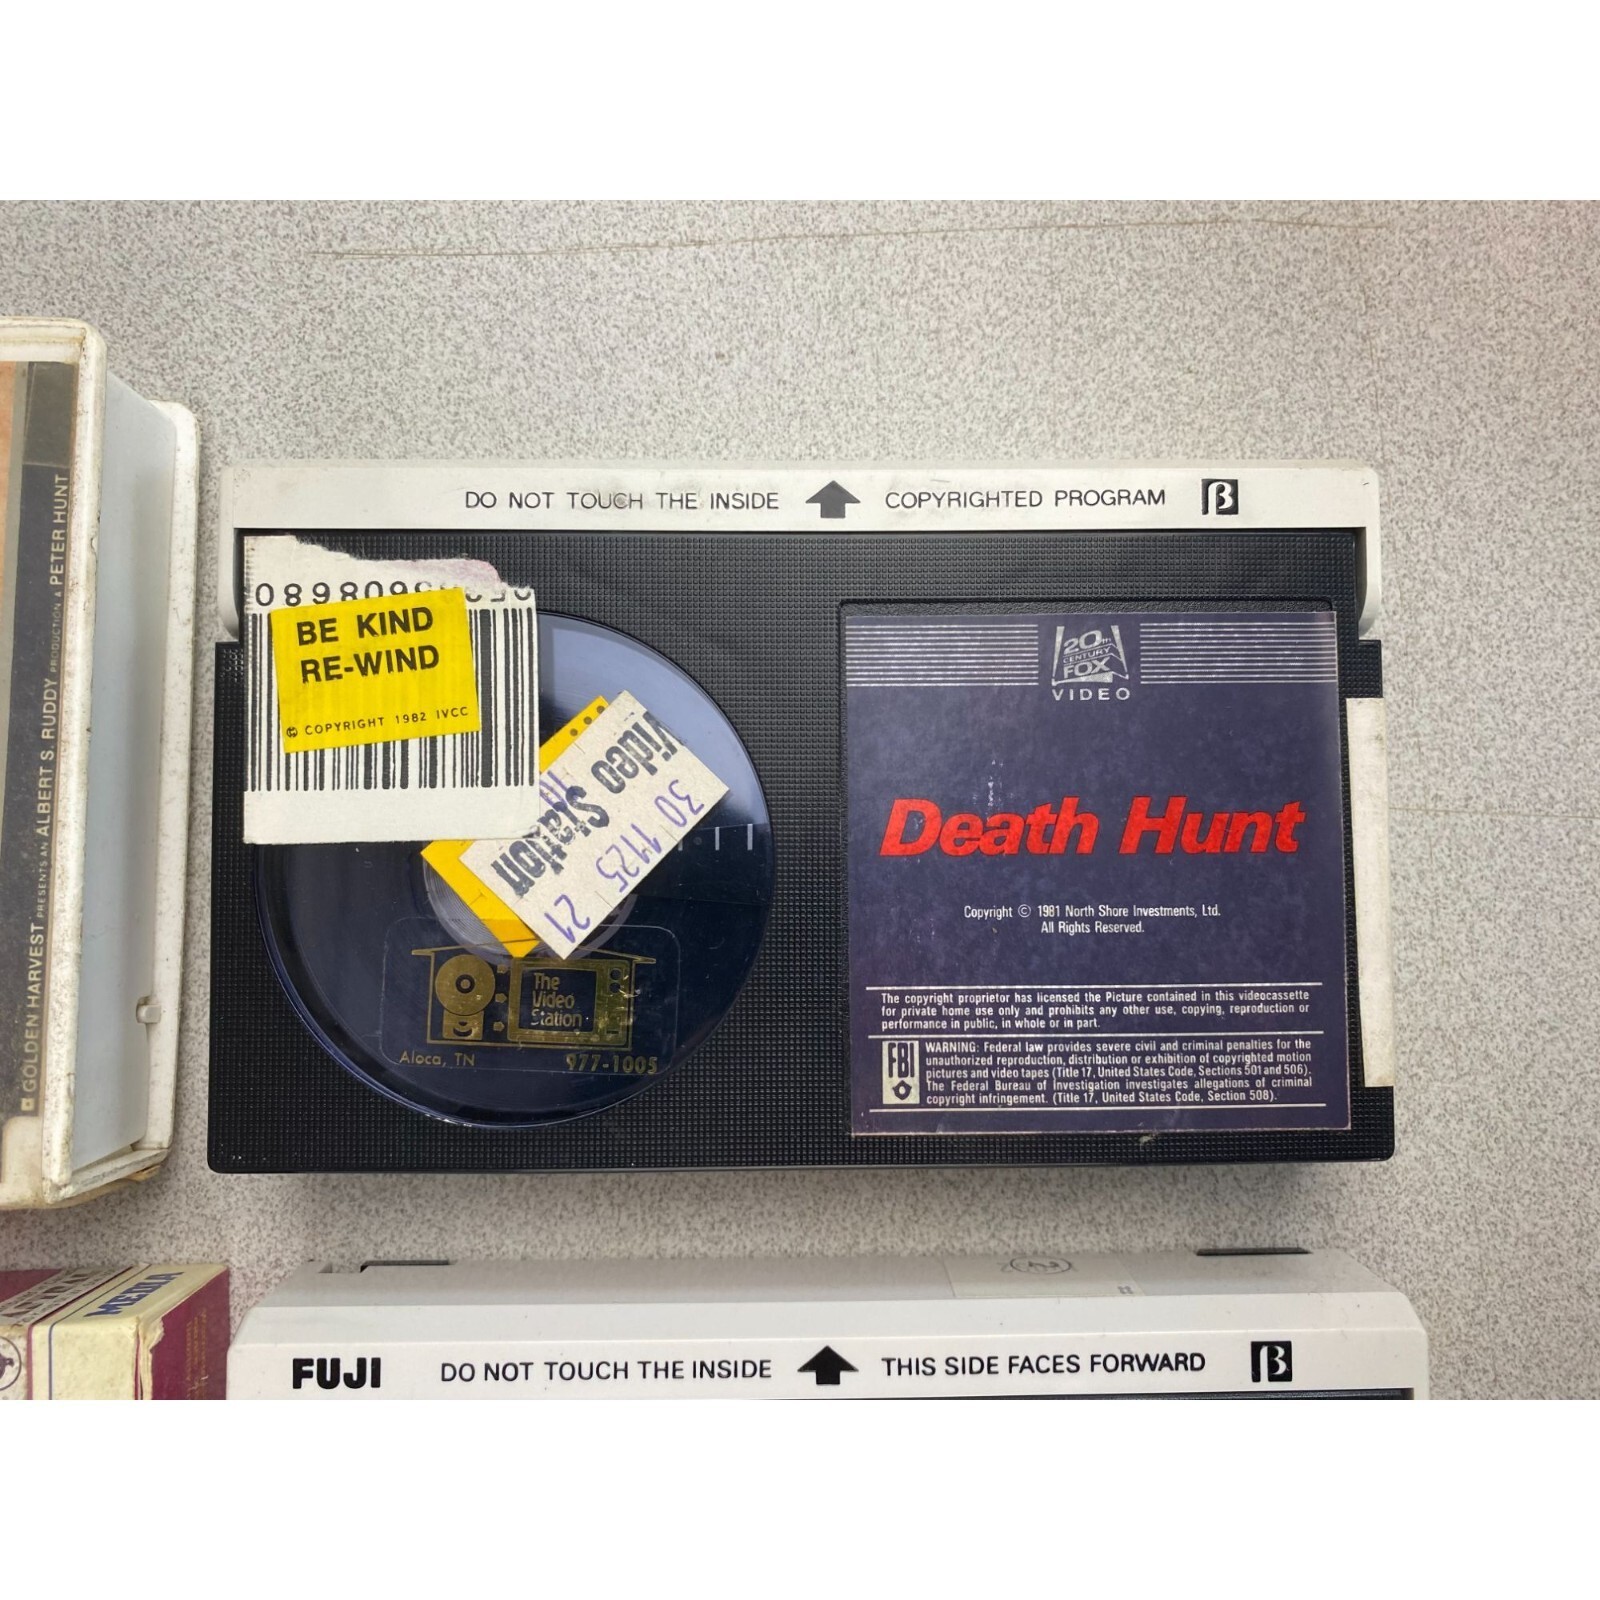 GOLDEN HARVEST PRESENTS AN ALBERT S. RUDDY PRODUCTION A PETER HUNT
DO NOT TOUCH THE INSIDE
COPYRIGHTED PROGRAM
β
BE KIND
RE-WIND
© COPYRIGHT 1982 IVCC
Video Station
30 1125 21
The
Video
Station
Aloca, TN
977-1005
20th
CENTURY
FOX
VIDEO
Death Hunt
Copyright © 1981 North Shore Investments, Ltd.
All Rights Reserved.
The copyright proprietor has licensed the Picture contained in this videocassette
for private home use only and prohibits any other use, copying, reproduction or
performance in public, in whole or in part.
FBI
WARNING: Federal law provides severe civil and criminal penalties for the
unauthorized reproduction, distribution or exhibition of copyrighted motion
pictures and video tapes (Title 17, United States Code, Sections 501 and 506).
The Federal Bureau of Investigation investigates allegations of criminal
copyright infringement. (Title 17, United States Code, Section 508).
MEDIA
FUJI
DO NOT TOUCH THE INSIDE
THIS SIDE FACES FORWARD
β